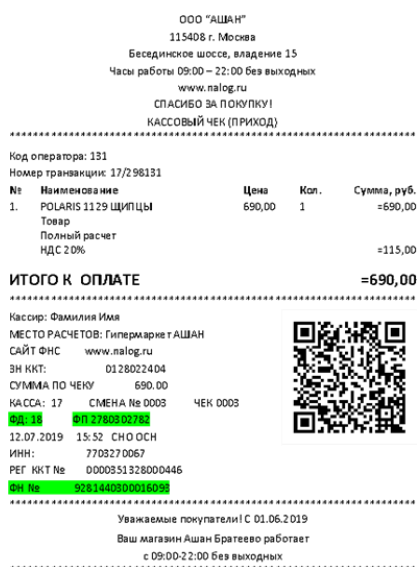 ООО "АШАН"
115408 г. Москва
Бесединское шоссе, владение 15
Часы работы 09:00 – 22:00 без выходных
www.nalog.ru
СПАСИБО ЗА ПОКУПКУ!
КАССОВЫЙ ЧЕК (ПРИХОД)
Код оператора: 131
Номер транзакции: 17/298131
№ Наименование Цена Кол. Сумма, руб.
1. POLARIS 1129 ЩИПЦЫ 690,00 1 =690,00
Товар
Полный расчет
НДС 20% =115,00
ИТОГО К ОПЛАТЕ =690,00
Кассир: Фамилия Имя
МЕСТО РАСЧЕТОВ: Гипермаркет АШАН
САЙТ ФНС www.nalog.ru
ЗН ККТ: 0128022404
СУММА ПО ЧЕКУ 690.00
КАССА: 17 СМЕНА № 0003 ЧЕК 0003
ФД: 18 ФП 2780302782
12.07.2019 15:52 СНО ОСН
ИНН: 7703270067
РЕГ ККТ № 0000351328000446
ФН № 9281440300016093
Уважаемые покупатели! С 01.06.2019
Ваш магазин Ашан Братеево работает
с 09:00-22:00 без выходных